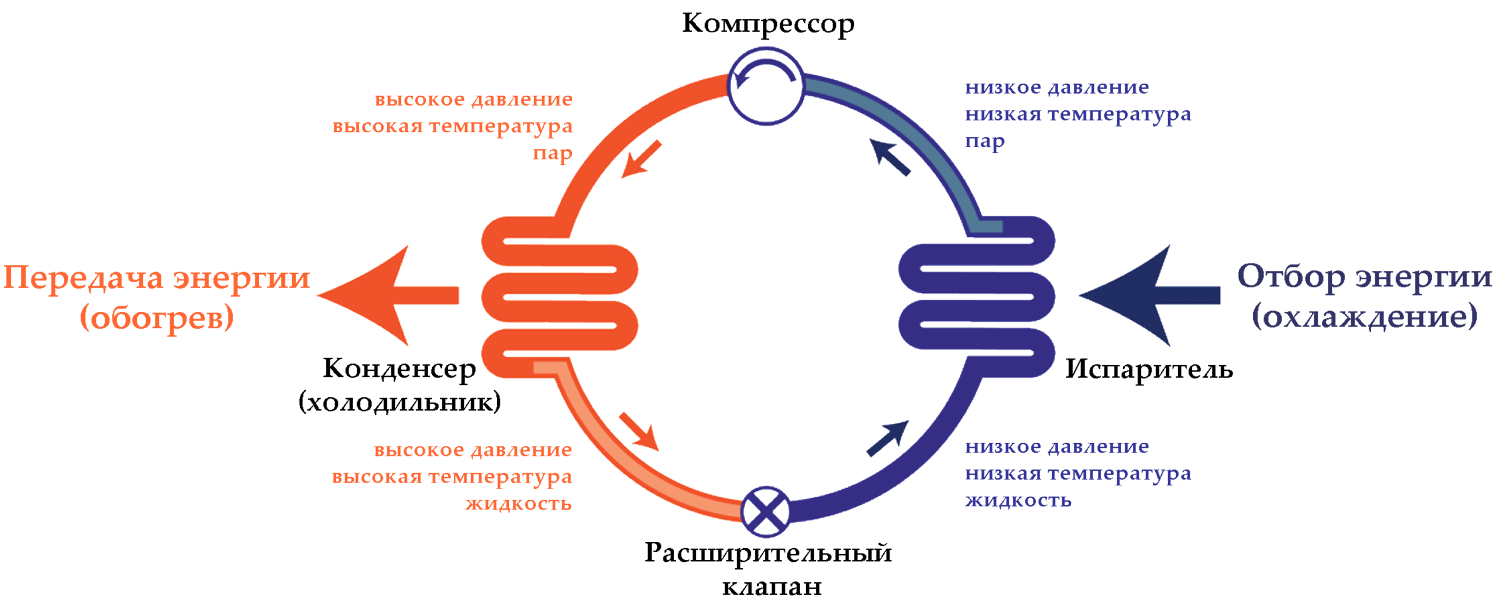 Компрессор
высокое давление
высокая температура
пар
низкое давление
низкая температура
пар
Передача энергии
(обогрев)
Отбор энергии
(охлаждение)
Конденсер
(холодильник)
Испаритель
высокое давление
высокая температура
жидкость
низкое давление
низкая температура
жидкость
Расширительный
клапан